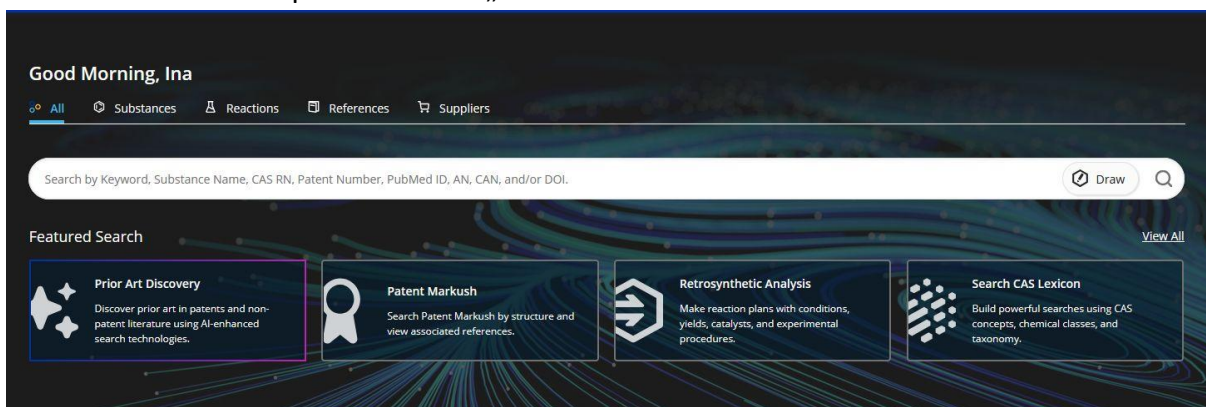 Good Morning, Ina
All Substances Reactions References Suppliers
Search by Keyword, Substance Name, CAS RN, Patent Number, PubMed ID, AN, CAN, and/or DOI. Draw
Featured Search View All
Prior Art Discovery
Discover prior art in patents and non-
patent literature using AI-enhanced
search technologies.
Patent Markush
Search Patent Markush by structure and
view associated references.
Retrosynthetic Analysis
Make reaction plans with conditions,
yields, catalysts, and experimental
procedures.
Search CAS Lexicon
Build powerful searches using CAS
concepts, chemical classes, and
taxonomy.